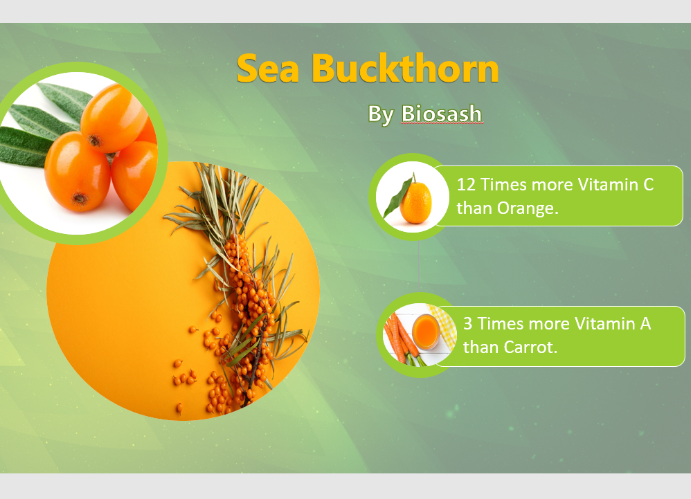 Sea Buckthorn
By Biosash
12 Times more Vitamin C
than Orange.
3 Times more Vitamin A
than Carrot.